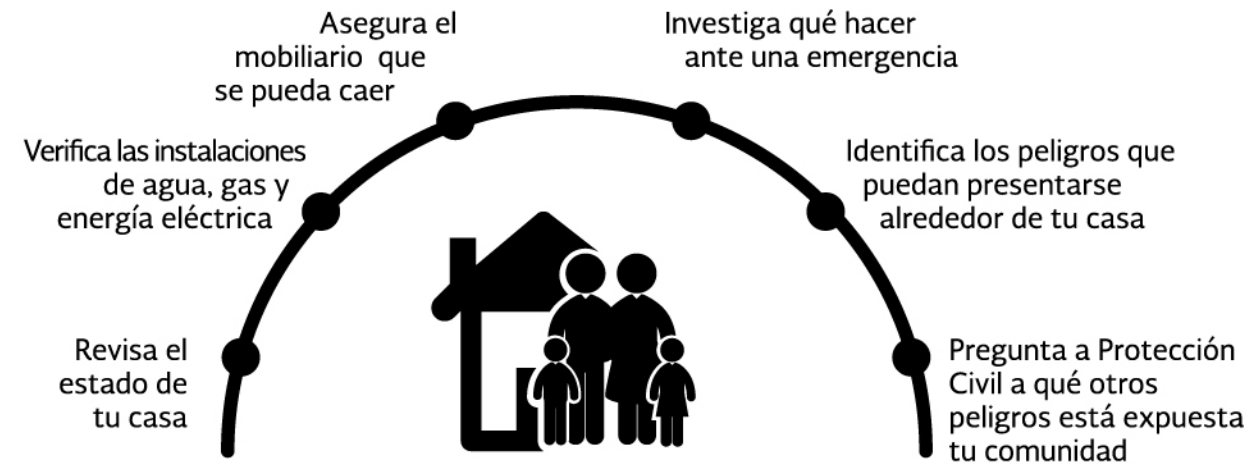 Asegura el
mobiliario que
se pueda caer
Investiga qué hacer
ante una emergencia
Verifica las instalaciones
de agua, gas y
energía eléctrica
Identifica los peligros que
puedan presentarse
alrededor de tu casa
Revisa el
estado de
tu casa
Pregunta a Protección
Civil a qué otros
peligros está expuesta
tu comunidad